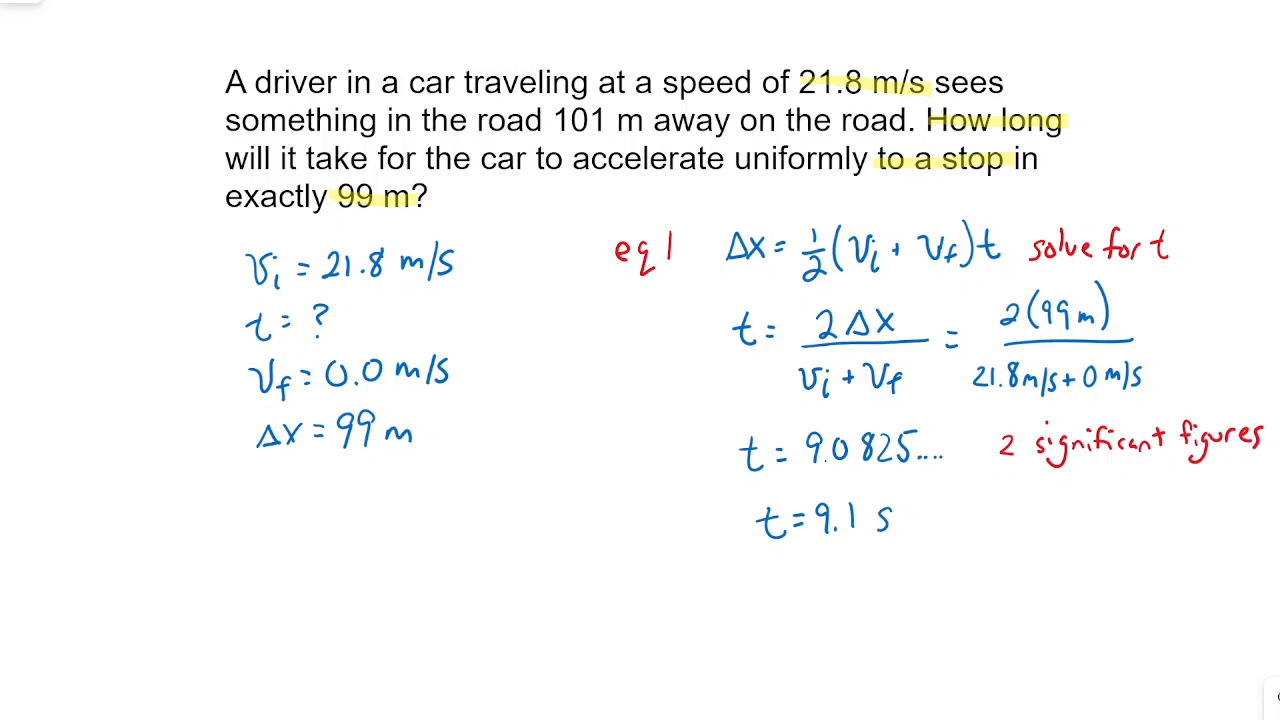 A driver in a car traveling at a speed of 21.8 m/s sees
something in the road 101 m away on the road. How long
will it take for the car to accelerate uniformly to a stop in
exactly 99 m?
vi = 21.8 m/s
t = ?
vf = 0.0 m/s
Δx = 99 m
eq 1 Δx = 1/2 (vi + vf) t solve for t
t = 2Δx / (vi + vf) = 2(99 m) / (21.8 m/s + 0 m/s)
t = 9.0825.... 2 significant figures
t = 9.1 s